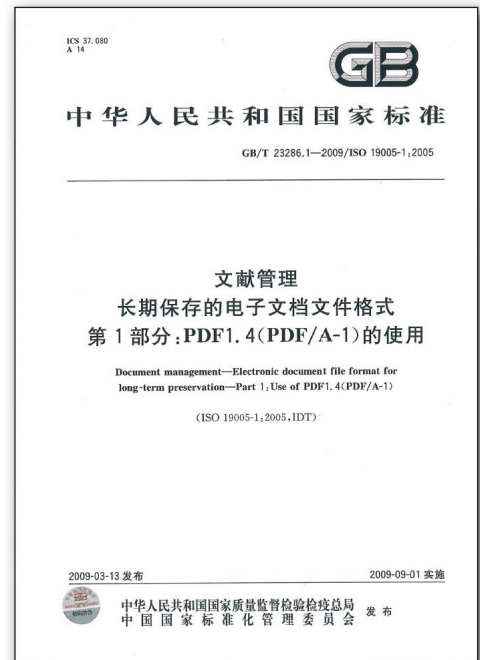 ICS 37.080
A 14
GB
中华人民共和国国家标准
GB/T 23286.1—2009/ISO 19005-1:2005
文献管理
长期保存的电子文档文件格式
第1部分:PDF1.4(PDF/A-1)的使用
Document management—Electronic document file format for
long-term preservation—Part 1:Use of PDF1.4(PDF/A-1)
(ISO 19005-1:2005,IDT)
2009-03-13 发布
2009-09-01 实施
中华人民共和国国家质量监督检验检疫总局
中国国家标准化管理委员会
发布